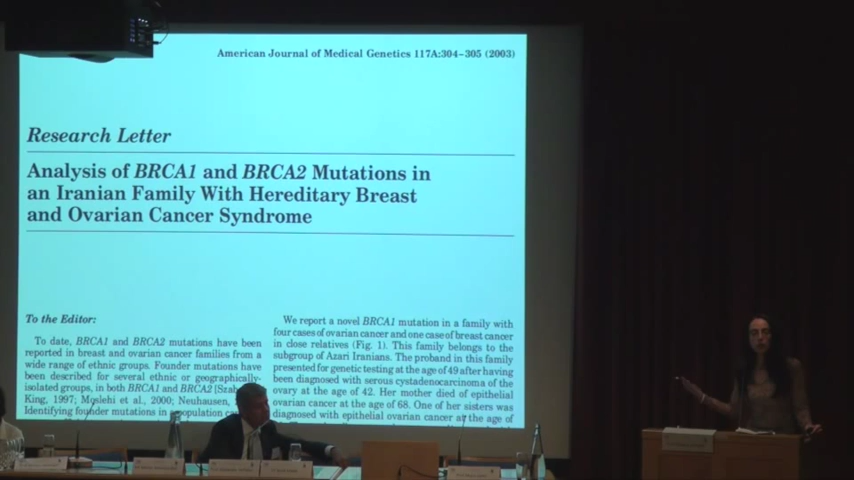 American Journal of Medical Genetics 117A:304–305 (2003)
Research Letter
Analysis of BRCA1 and BRCA2 Mutations in
an Iranian Family With Hereditary Breast
and Ovarian Cancer Syndrome
To the Editor:
To date, BRCA1 and BRCA2 mutations have been
reported in breast and ovarian cancer families from a
wide range of ethnic groups. Founder mutations have
been described for several ethnic or geographically-
isolated groups, in both BRCA1 and BRCA2
King, 1997; Moslehi et al., 2000; Neuhausen,
Identifying founder mutations in
We report a novel BRCA1 mutation in a family with
four cases of ovarian cancer and one case of breast cancer
in close relatives (Fig. 1). This family belongs to the
subgroup of Azari Iranians. The proband in this family
presented for genetic testing at the age of 49 after having
been diagnosed with serous cystadenocarcinoma of the
ovary at the age of 42. Her mother died of epithelial
ovarian cancer at the age of 68. One of her sisters was
diagnosed with epithelial ovarian cancer at the age of